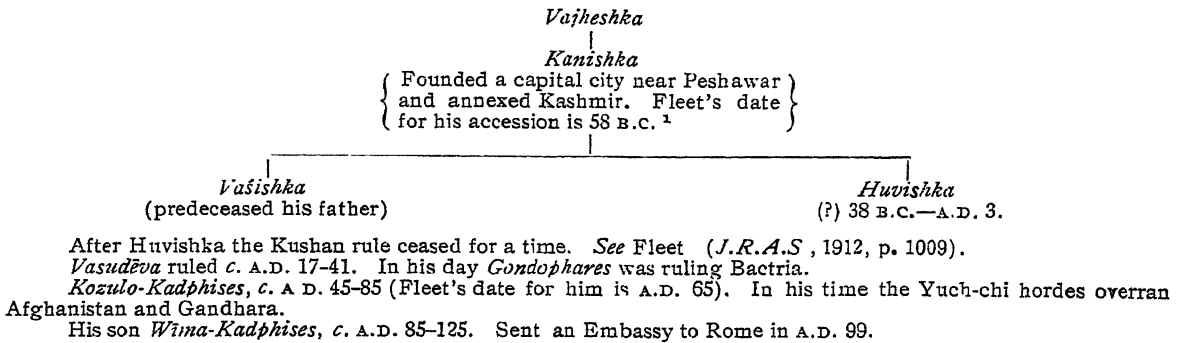 Vajheshka
Kanishka
Founded a capital city near Peshawar
and annexed Kashmir. Fleet's date
for his accession is 58 B.C. ¹
Vaśishka
(predeceased his father)
Huvishka
(?) 38 B.C.—A.D. 3.
After Huvishka the Kushan rule ceased for a time. See Fleet (J.R.A.S , 1912, p. 1009).
Vasudēva ruled c. A.D. 17-41. In his day Gondophares was ruling Bactria.
Kozulo-Kadphises, c. A D. 45-85 (Fleet's date for him is A.D. 65). In his time the Yuch-chi hordes overran
Afghanistan and Gandhara.
His son Wīma-Kadphises, c. A.D. 85–125. Sent an Embassy to Rome in A.D. 99.